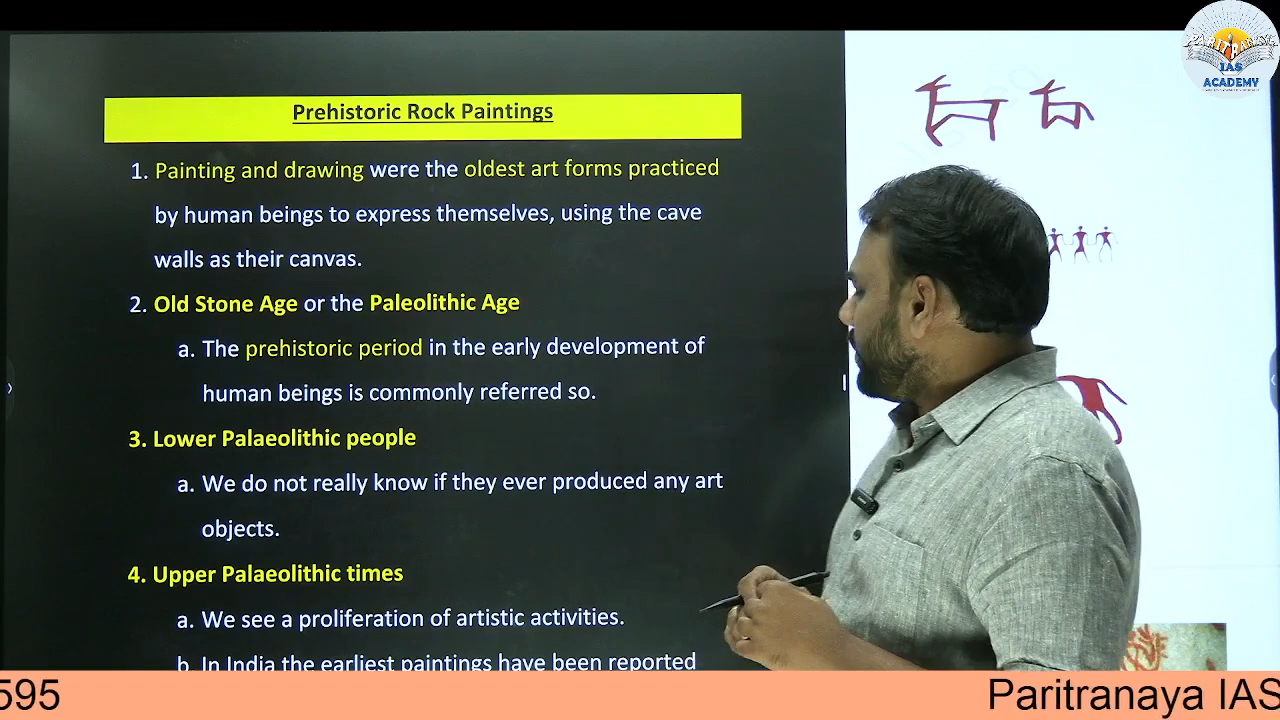 Prehistoric Rock Paintings
1. Painting and drawing were the oldest art forms practiced
by human beings to express themselves, using the cave
walls as their canvas.
2. Old Stone Age or the Paleolithic Age
a. The prehistoric period in the early development of
human beings is commonly referred so.
3. Lower Palaeolithic people
a. We do not really know if they ever produced any art
objects.
4. Upper Palaeolithic times
a. We see a proliferation of artistic activities.
b. In India the earliest paintings have been reported
PARITRANAYA
IAS
ACADEMY
595
Paritranaya IAS